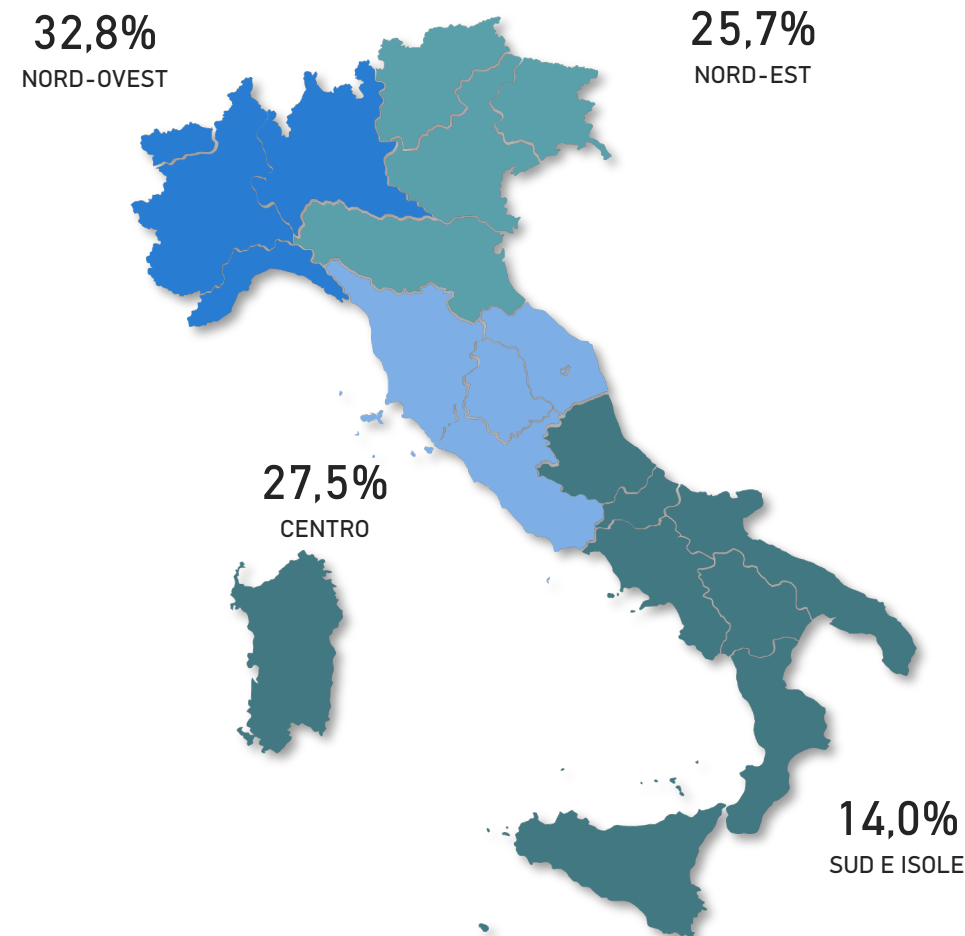 32,8%
NORD-OVEST
25,7%
NORD-EST
27,5%
CENTRO
14,0%
SUD E ISOLE